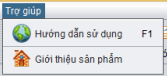 Trợ giúp
Hướng dẫn sử dụng F1
Giới thiệu sản phẩm